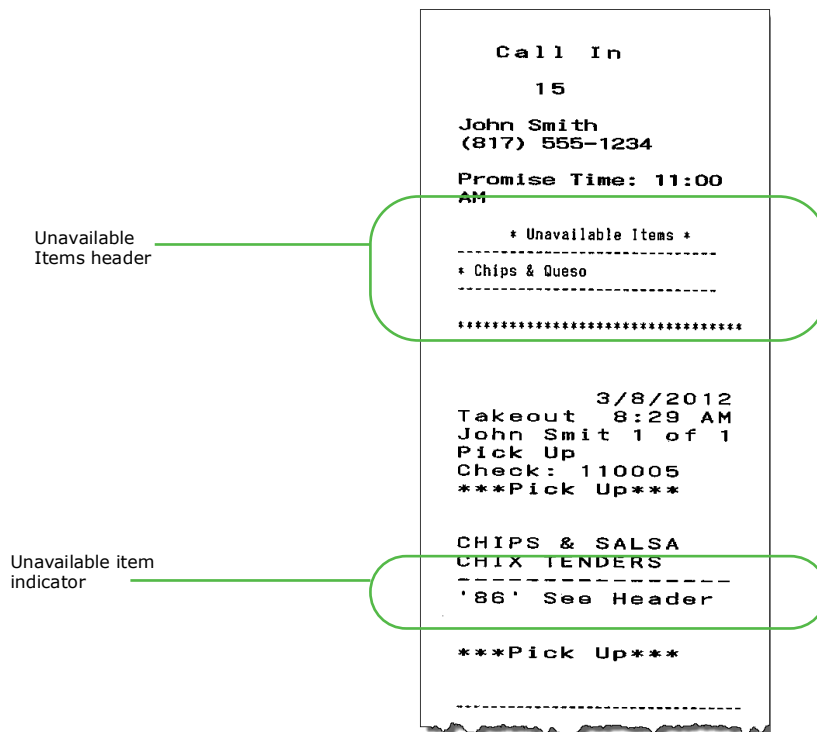 Call In
15
John Smith
(817) 555-1234
Promise Time: 11:00
AM
Unavailable
Items header
* Unavailable Items *
--------------------------------
* Chips & Queso
--------------------------------
*********************************
3/8/2012
Takeout 8:29 AM
John Smit 1 of 1
Pick Up
Check: 110005
***Pick Up***
CHIPS & SALSA
Unavailable item
indicator
CHIX TENDERS
------------------
'86' See Header
***Pick Up***
---------------------------------